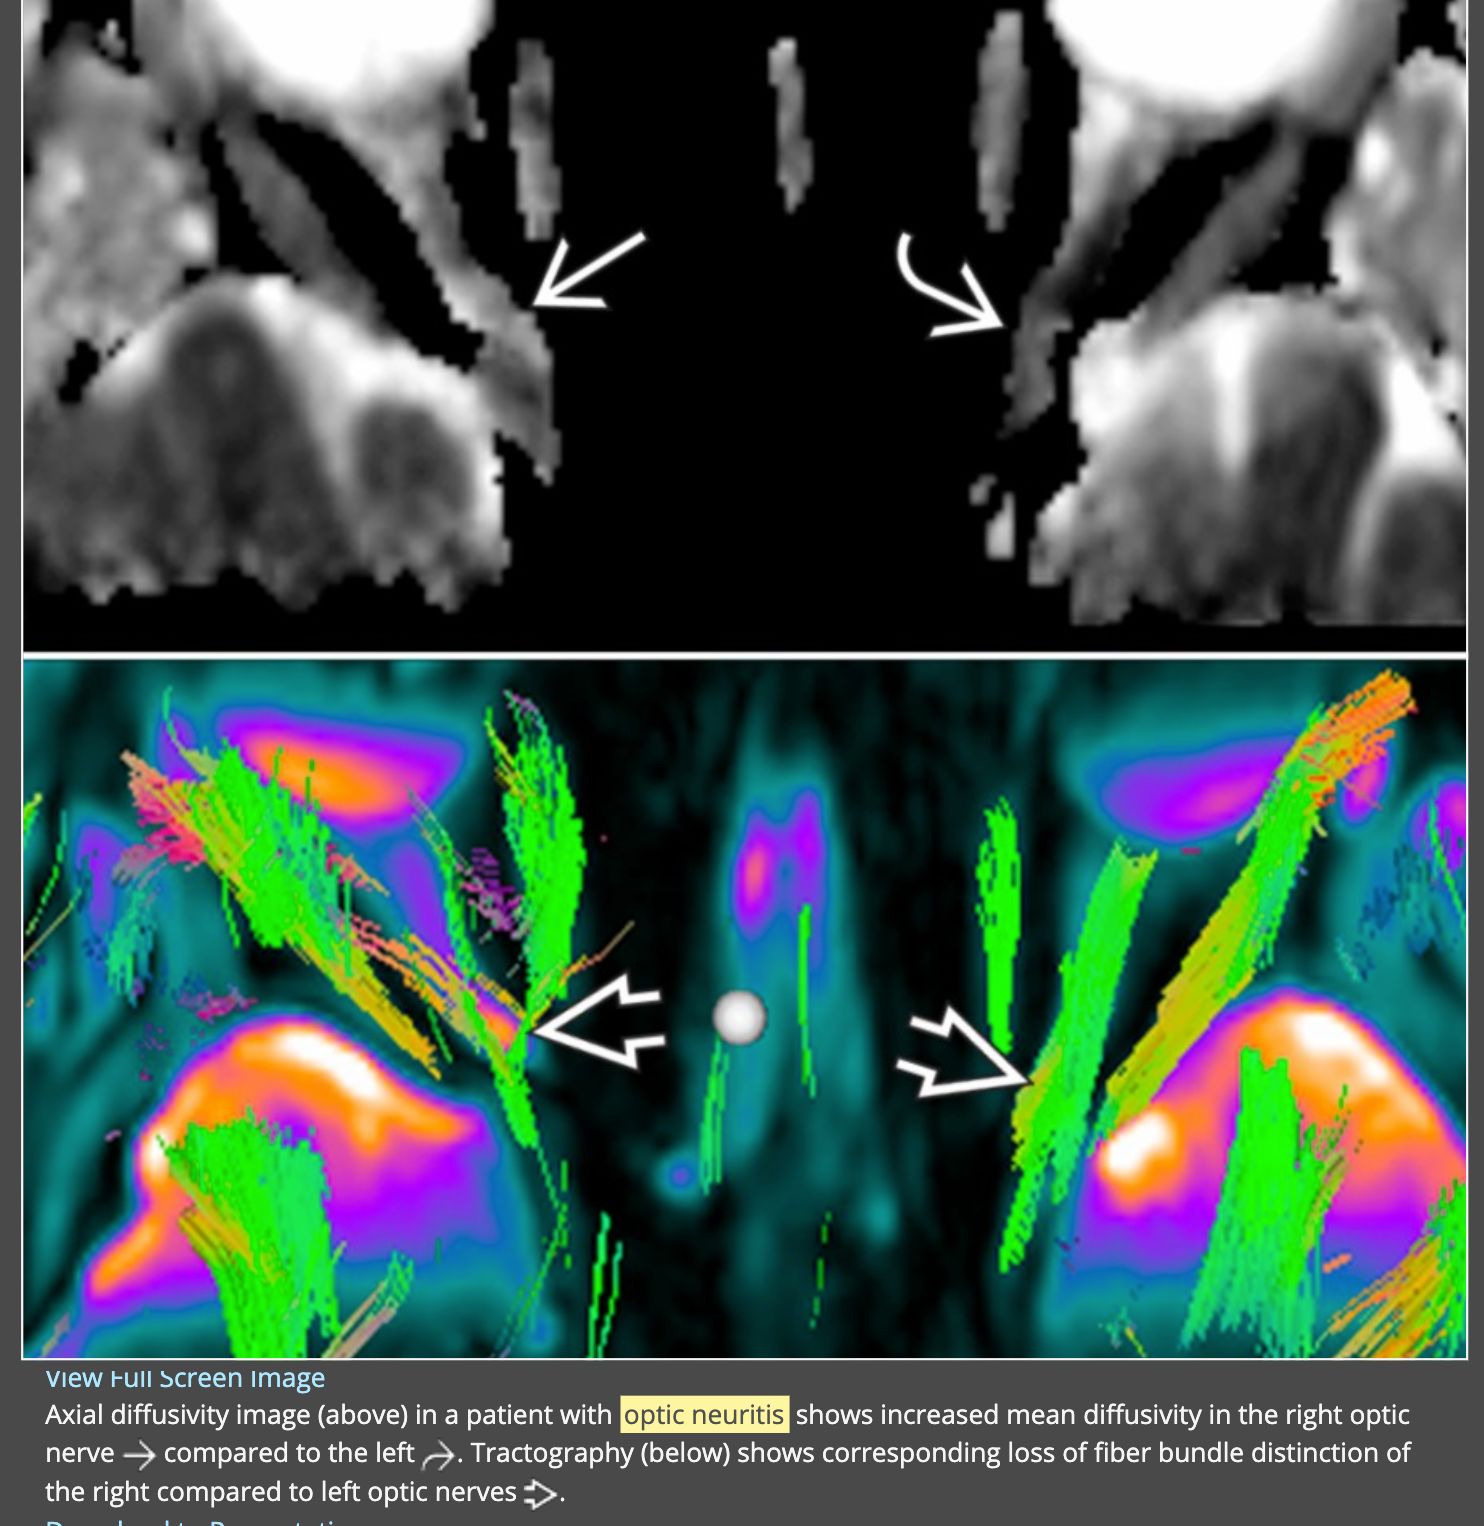 View Full Screen Image
Axial diffusivity image (above) in a patient with optic neuritis shows increased mean diffusivity in the right optic
nerve → compared to the left ↷. Tractography (below) shows corresponding loss of fiber bundle distinction of
the right compared to left optic nerves ⇨.